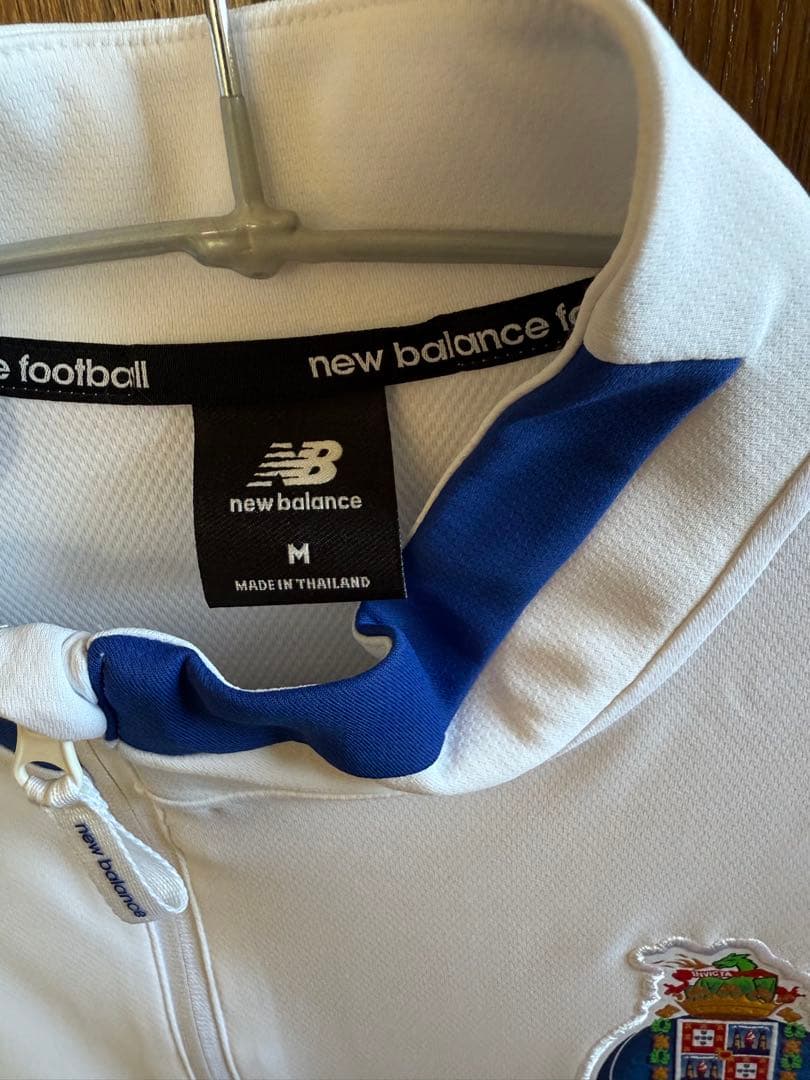 e football
new balance fo
NB
new balance
M
MADE IN THAILAND
new balance
INVICTA